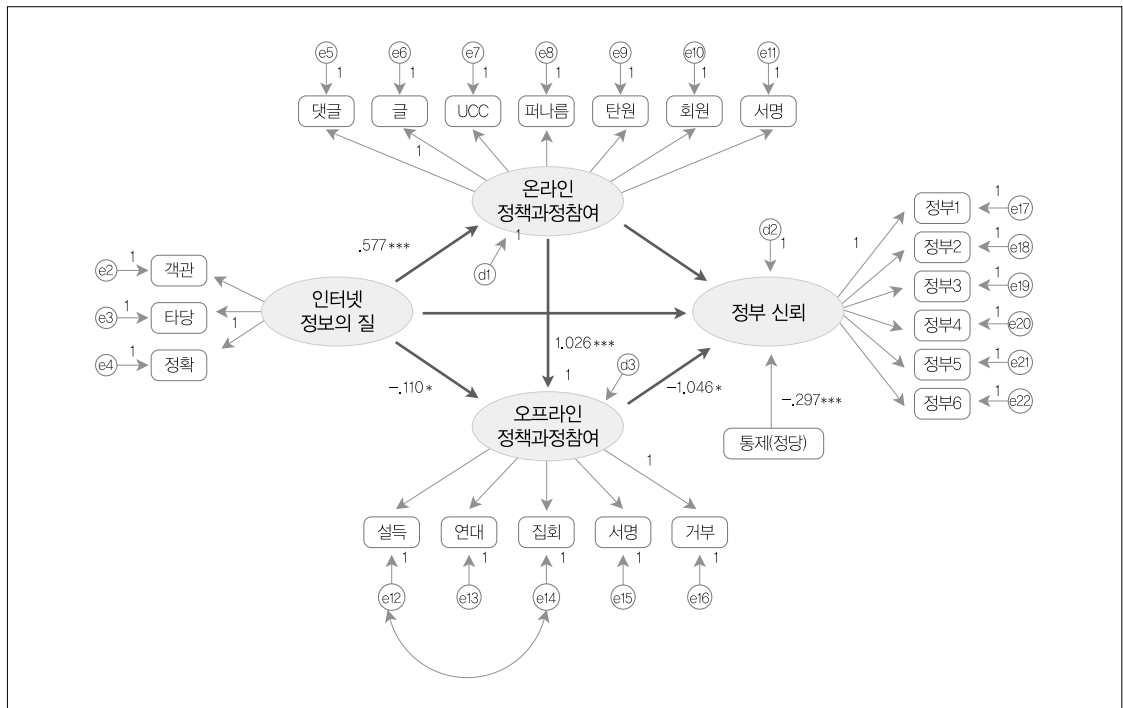 e5 e6 e7 e8 e9 e10 e11
1 1 1 1 1 1 1
댓글 글 UCC 퍼나름 탄원 회원 서명
1
온라인
정책과정참여
1
.577***
d1
d2
1
e2 1 객관
e3 1 타당
e4 1 정확
1
인터넷
정보의 질
정부 신뢰
1
정부1 1 e17
정부2 1 e18
정부3 1 e19
정부4 1 e20
정부5 1 e21
정부6 1 e22
1.026***
-.110*
1
d3
-1.046*
-.297***
오프라인
정책과정참여
통제(정당)
1
설득 연대 집회 서명 거부
1 1 1 1 1
e12 e13 e14 e15 e16